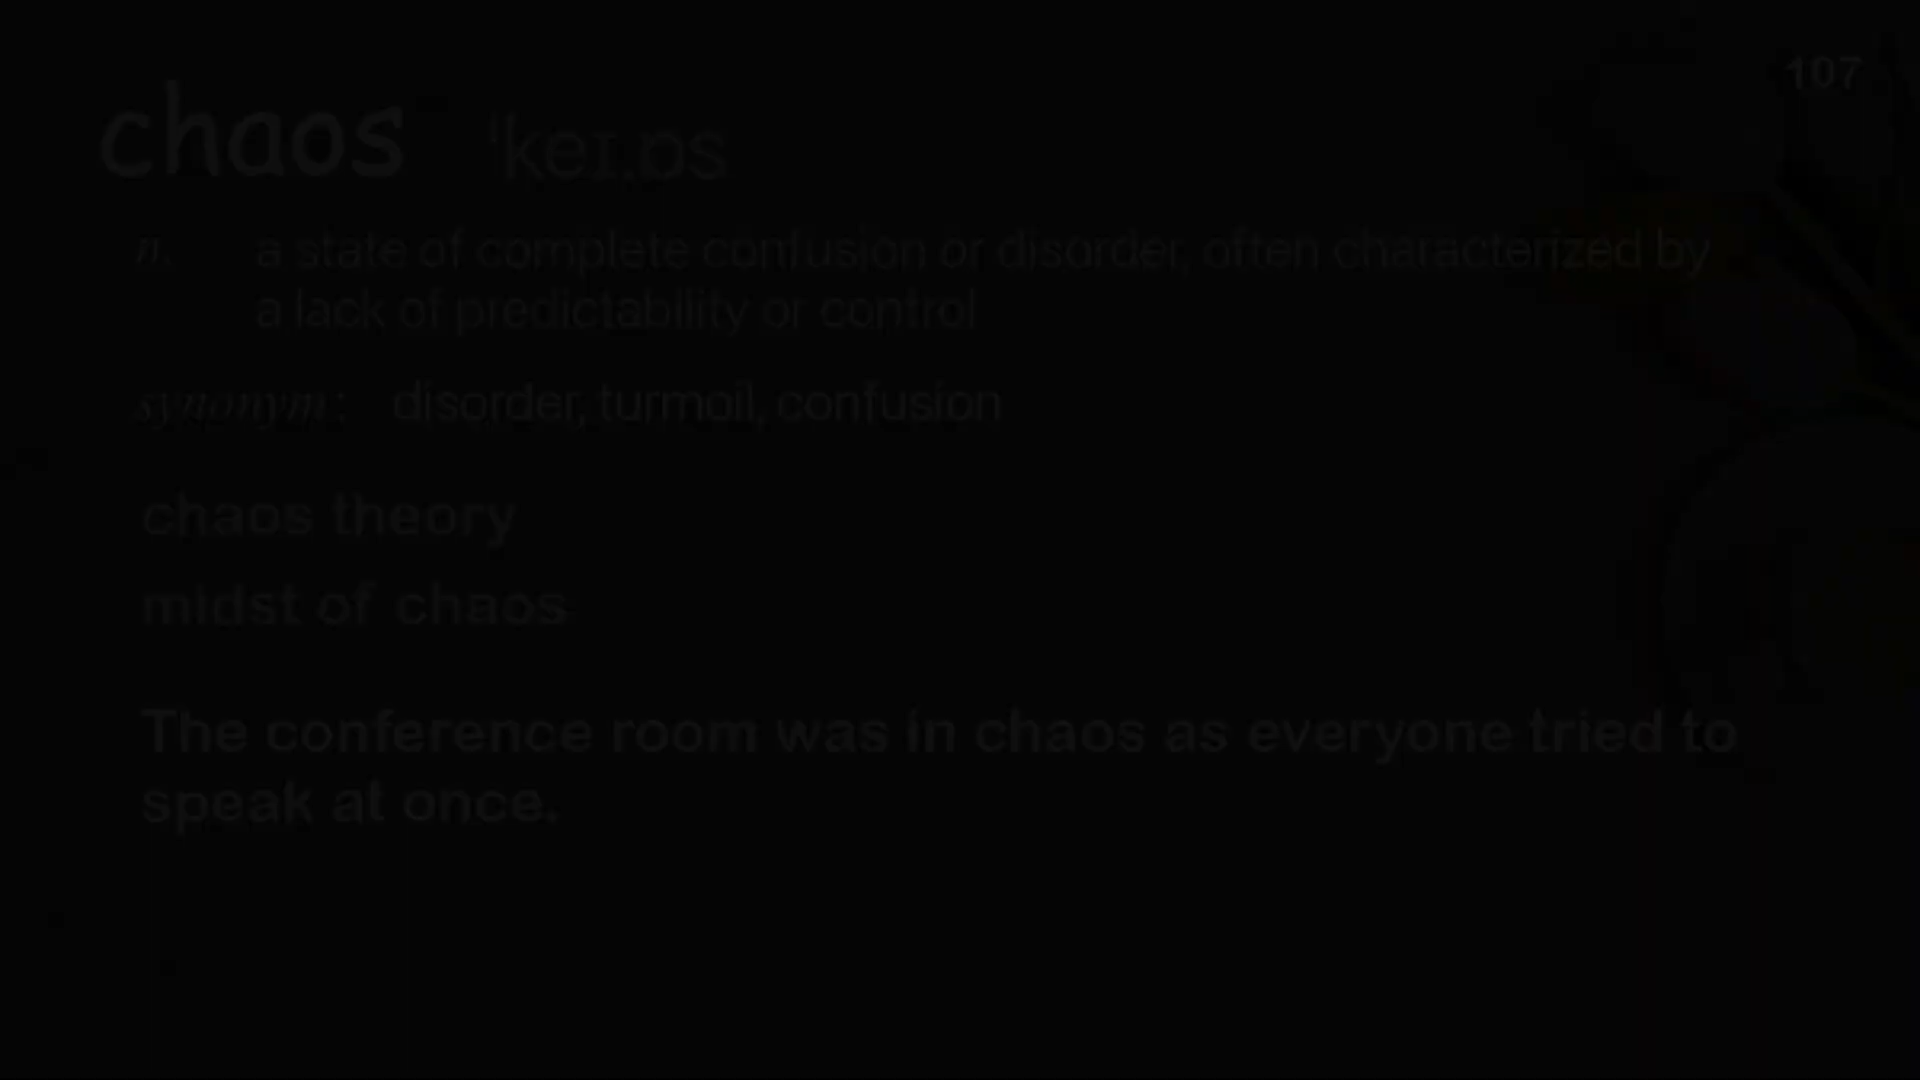 107
chaos ˈkeɪ.ɒs
n. a state of complete confusion or disorder, often characterized by
a lack of predictability or control
synonym: disorder, turmoil, confusion
chaos theory
midst of chaos
The conference room was in chaos as everyone tried to
speak at once.